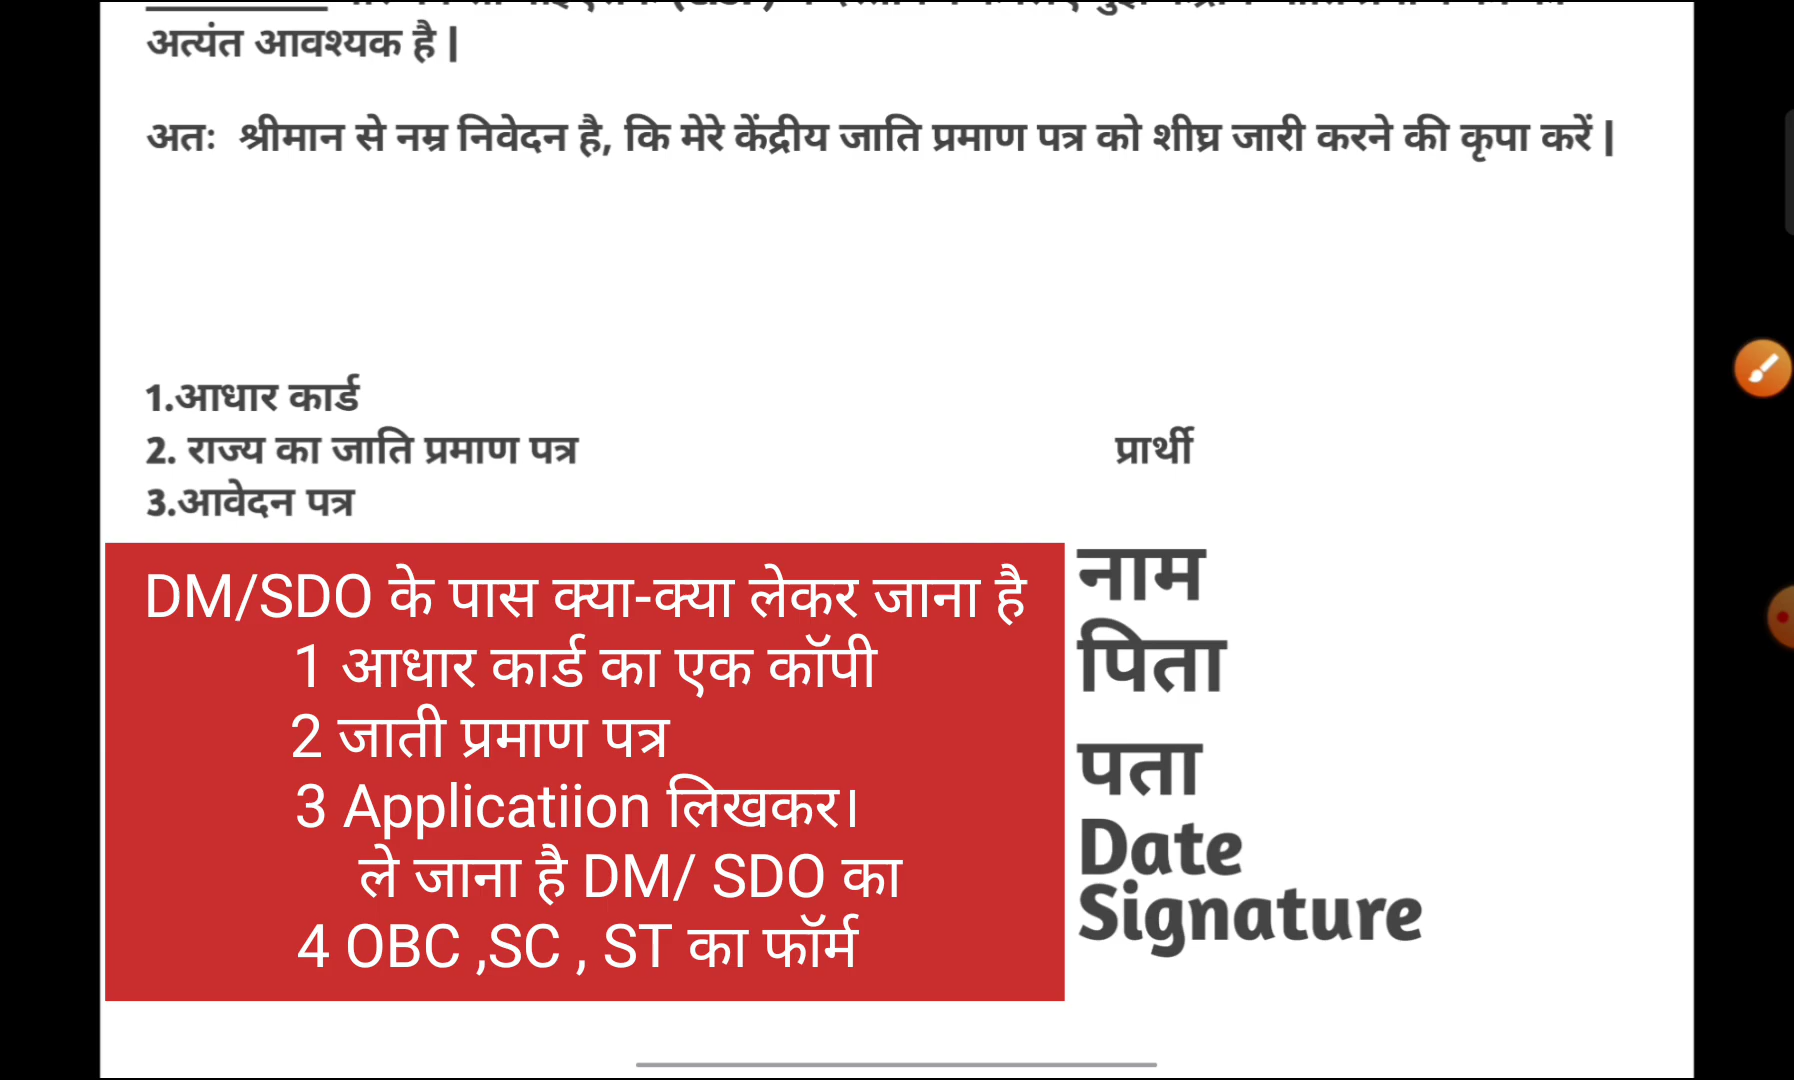 अत्यंत आवश्यक है |
अतः श्रीमान से नम्र निवेदन है, कि मेरे केंद्रीय जाति प्रमाण पत्र को शीघ्र जारी करने की कृपा करें |
1.आधार कार्ड
2. राज्य का जाति प्रमाण पत्र
प्रार्थी
3.आवेदन पत्र
DM/SDO के पास क्या-क्या लेकर जाना है
1 आधार कार्ड का एक कॉपी
2 जाती प्रमाण पत्र
3 Applicatiion लिखकर।
ले जाना है DM/ SDO का
4 OBC ,SC , ST का फॉर्म
नाम
पिता
पता
Date
Signature